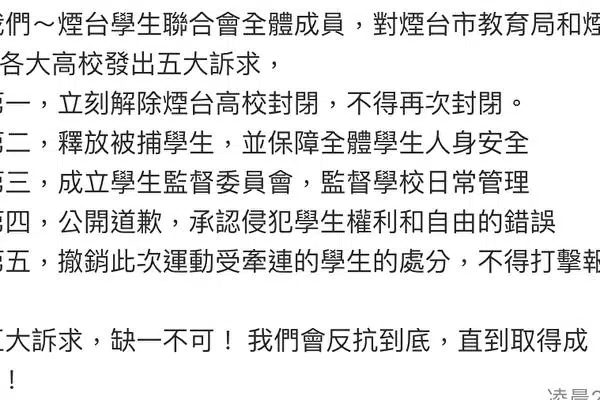 我們～煙台學生聯合會全體成員，對煙台市教育局和煙
各大高校發出五大訴求，
第一，立刻解除煙台高校封閉，不得再次封閉。
第二，釋放被捕學生，並保障全體學生人身安全
第三，成立學生監督委員會，監督學校日常管理
第四，公開道歉，承認侵犯學生權利和自由的錯誤
第五，撤銷此次運動受牽連的學生的處分，不得打擊報
五大訴求，缺一不可！ 我們會反抗到底，直到取得成
！
凌晨2